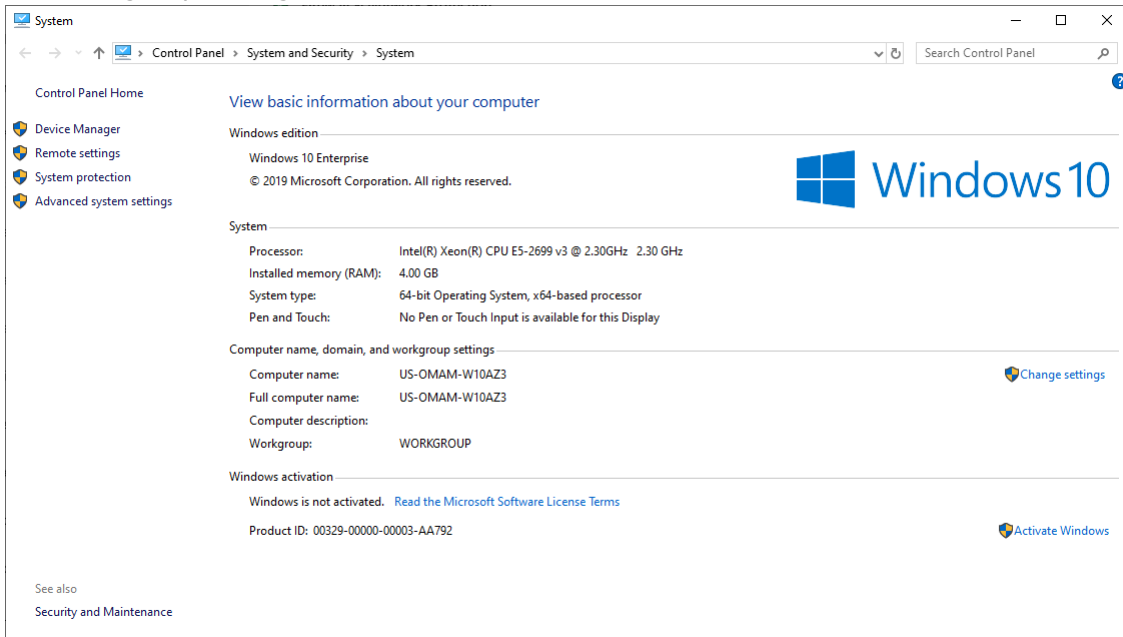 System
Control Panel > System and Security > System
Search Control Panel
Control Panel Home
Device Manager
Remote settings
System protection
Advanced system settings
View basic information about your computer
Windows edition
Windows 10 Enterprise
© 2019 Microsoft Corporation. All rights reserved.
Windows 10
System
Processor: Intel(R) Xeon(R) CPU E5-2699 v3 @ 2.30GHz 2.30 GHz
Installed memory (RAM): 4.00 GB
System type: 64-bit Operating System, x64-based processor
Pen and Touch: No Pen or Touch Input is available for this Display
Computer name, domain, and workgroup settings
Computer name: US-OMAM-W10AZ3
Change settings
Full computer name: US-OMAM-W10AZ3
Computer description:
Workgroup: WORKGROUP
Windows activation
Windows is not activated. Read the Microsoft Software License Terms
Product ID: 00329-00000-00003-AA792
Activate Windows
See also
Security and Maintenance